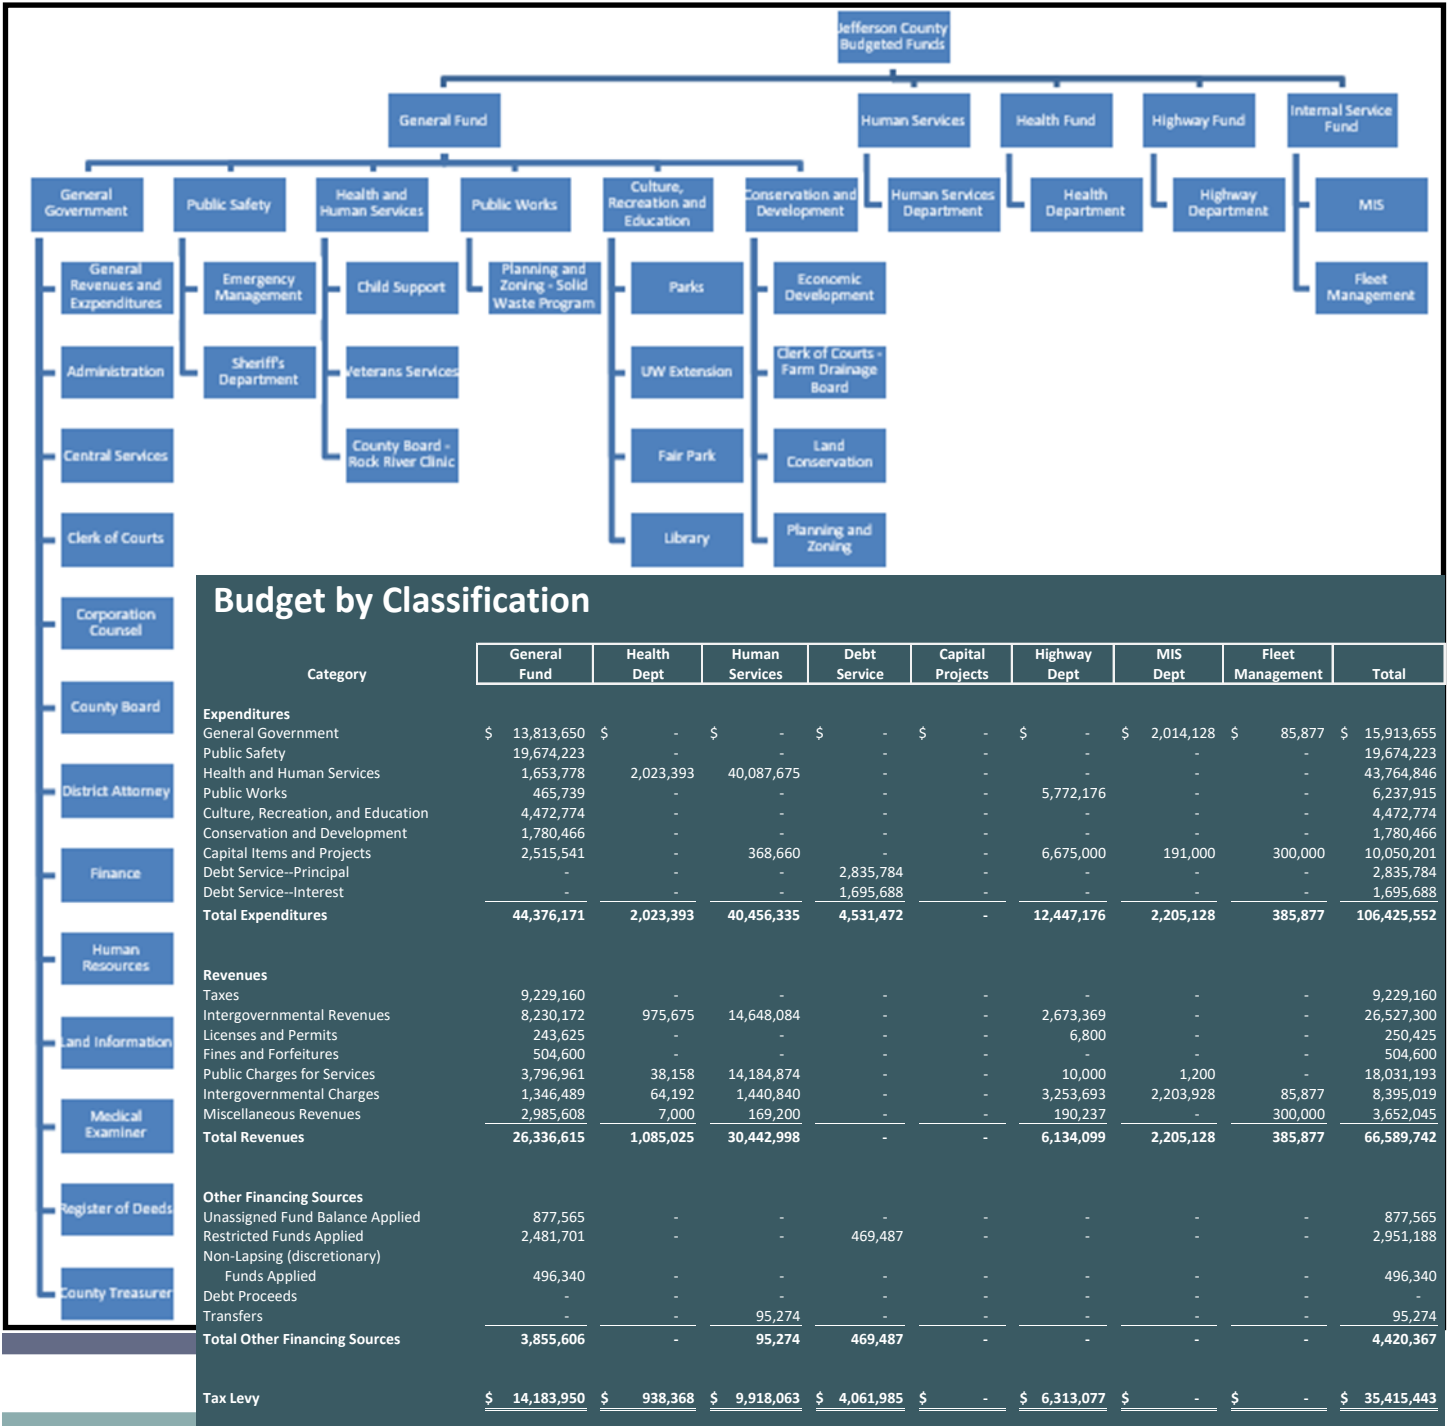 Jefferson County
Budgeted Funds
General Fund
Human Services
Health Fund
Highway Fund
Internal Service
Fund
General
Government
Public Safety
Health and
Human Services
Public Works
Culture,
Recreation and
Education
Conservation and
Development
Human Services
Department
Health
Department
Highway
Department
MIS
General
Revenues and
Exzpenditures
Emergency
Management
Child Support
Planning and
Zoning - Solid
Waste Program
Parks
Economic
Development
Fleet
Management
Administration
Sheriff's
Department
Veterans Services
UW Extension
Clerk of Courts -
Farm Drainage
Board
Central Services
County Board -
Rock River Clinic
Fair Park
Land
Conservation
Clerk of Courts
Library
Planning and
Zoning
Corporation
Counsel
County Board
District Attorney
Finance
Human
Resources
Land Information
Medical
Examiner
Register of Deeds
County Treasurer
Budget by Classification
General Health Human Debt Capital Highway MIS Fleet
Category Fund Dept Services Service Projects Dept Dept Management Total
Expenditures
General Government $ 13,813,650 $ - $ - $ - $ - $ - $ 2,014,128 $ 85,877 $ 15,913,655
Public Safety 19,674,223 - - - - - - - 19,674,223
Health and Human Services 1,653,778 2,023,393 40,087,675 - - - - - 43,764,846
Public Works 465,739 - - - - 5,772,176 - - 6,237,915
Culture, Recreation, and Education 4,472,774 - - - - - - - 4,472,774
Conservation and Development 1,780,466 - - - - - - - 1,780,466
Capital Items and Projects 2,515,541 - 368,660 - - 6,675,000 191,000 300,000 10,050,201
Debt Service--Principal - - - 2,835,784 - - - - 2,835,784
Debt Service--Interest - - - 1,695,688 - - - - 1,695,688
Total Expenditures 44,376,171 2,023,393 40,456,335 4,531,472 - 12,447,176 2,205,128 385,877 106,425,552
Revenues
Taxes 9,229,160 - - - - - - - 9,229,160
Intergovernmental Revenues 8,230,172 975,675 14,648,084 - - 2,673,369 - - 26,527,300
Licenses and Permits 243,625 - - - - 6,800 - - 250,425
Fines and Forfeitures 504,600 - - - - - - - 504,600
Public Charges for Services 3,796,961 38,158 14,184,874 - - 10,000 1,200 - 18,031,193
Intergovernmental Charges 1,346,489 64,192 1,440,840 - - 3,253,693 2,203,928 85,877 8,395,019
Miscellaneous Revenues 2,985,608 7,000 169,200 - - 190,237 - 300,000 3,652,045
Total Revenues 26,336,615 1,085,025 30,442,998 - - 6,134,099 2,205,128 385,877 66,589,742
Other Financing Sources
Unassigned Fund Balance Applied 877,565 - - - - - - - 877,565
Restricted Funds Applied 2,481,701 - - 469,487 - - - - 2,951,188
Non-Lapsing (discretionary)
Funds Applied 496,340 - - - - - - - 496,340
Debt Proceeds - - - - - - - - -
Transfers - - 95,274 - - - - - 95,274
Total Other Financing Sources 3,855,606 - 95,274 469,487 - - - - 4,420,367
Tax Levy $ 14,183,950 $ 938,368 $ 9,918,063 $ 4,061,985 $ - $ 6,313,077 $ - $ - $ 35,415,443